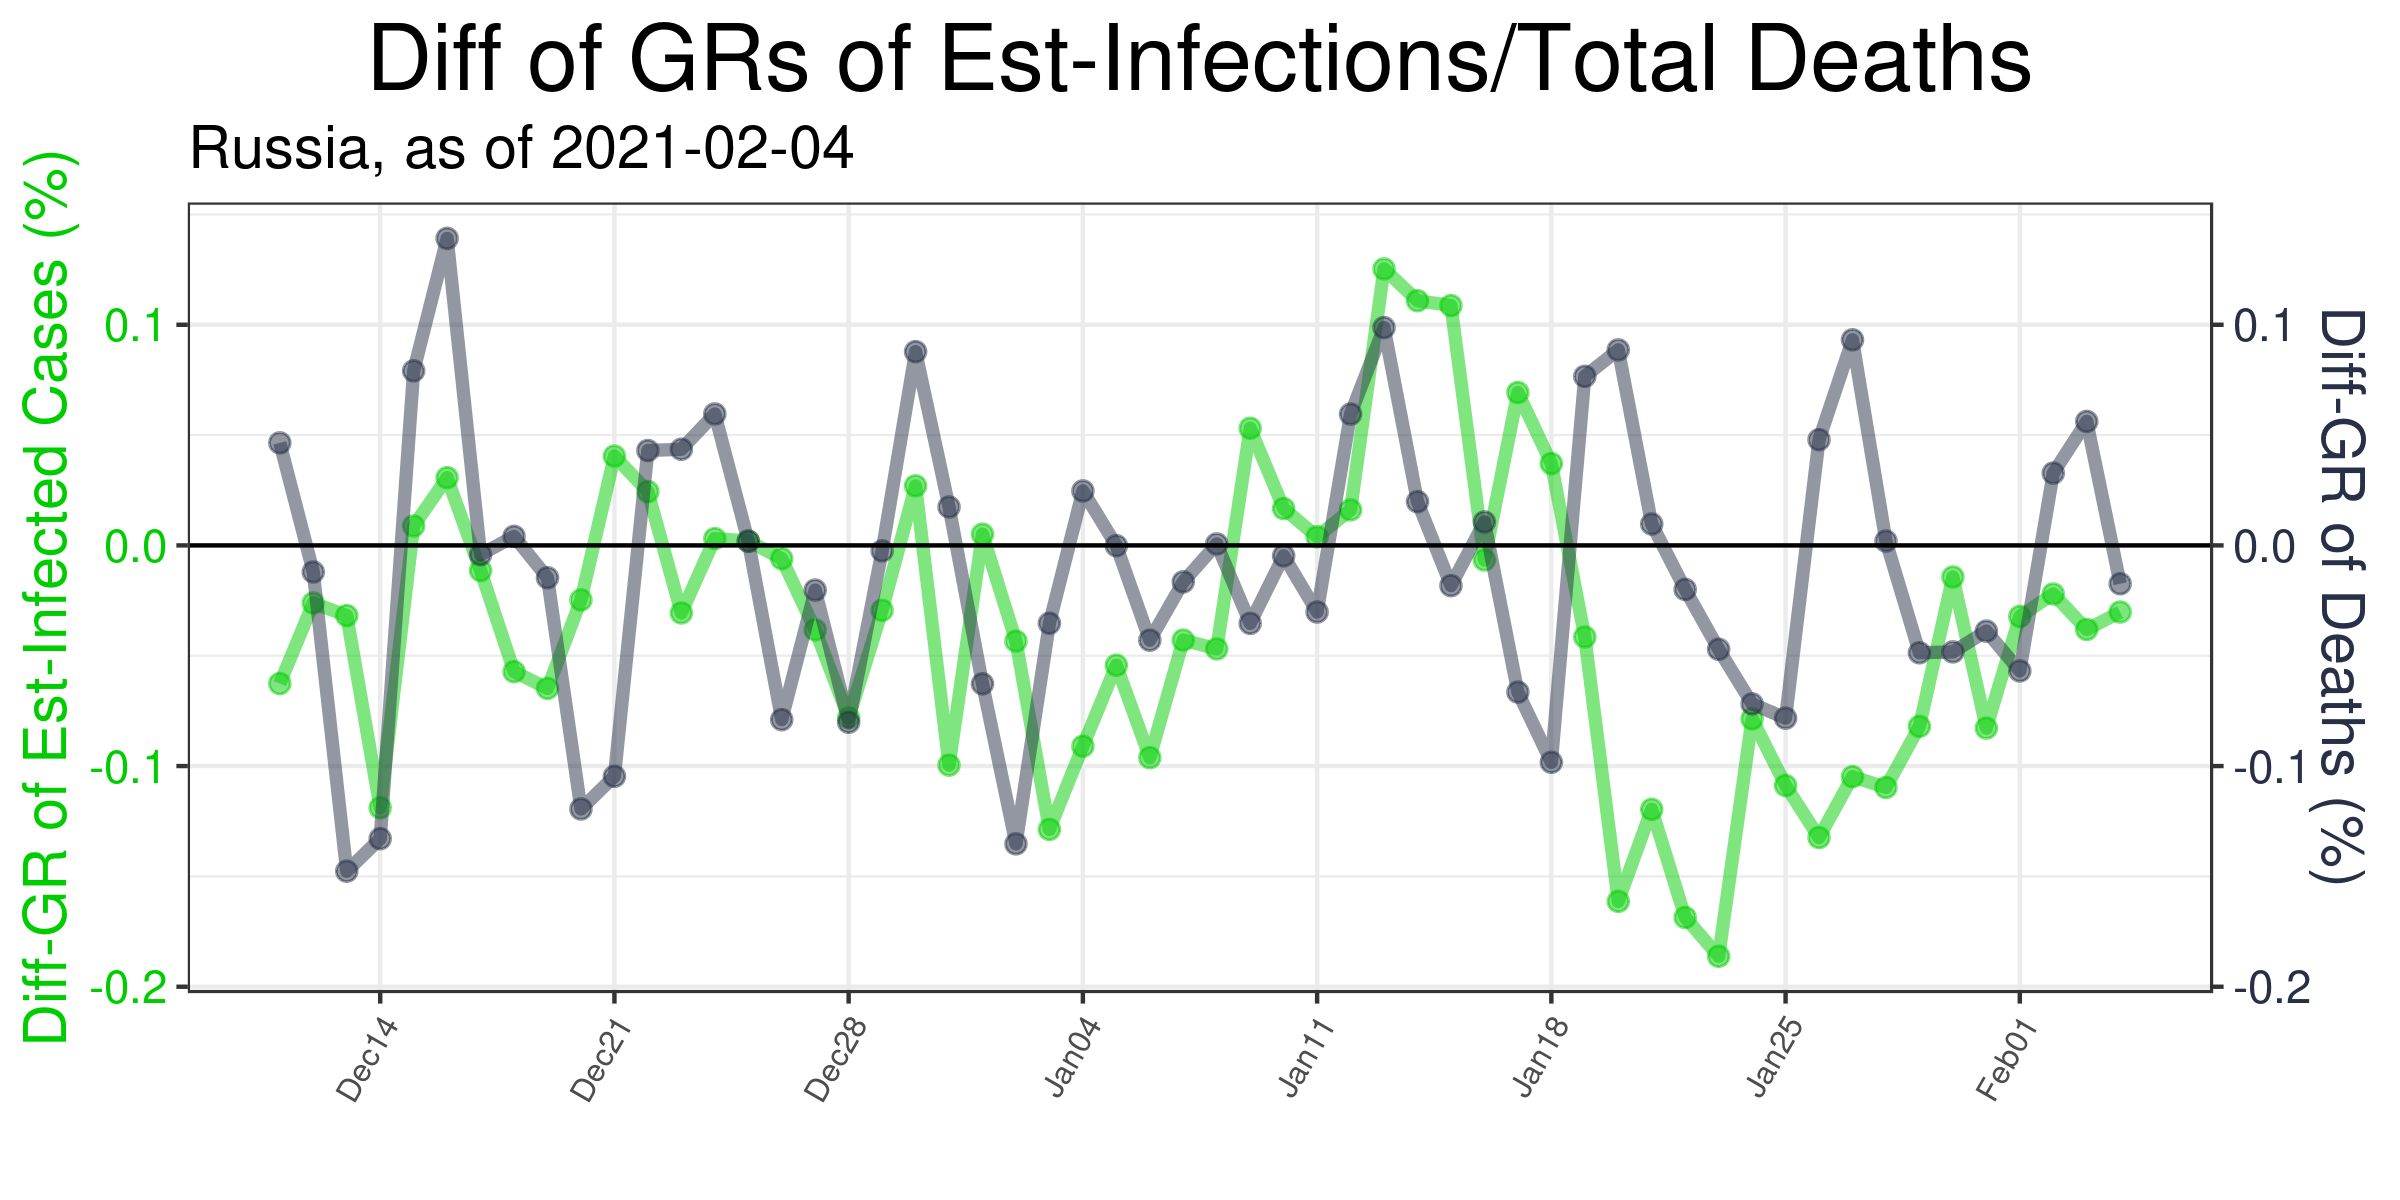 Diff of GRs of Est-Infections/Total Deaths
Russia, as of 2021-02-04
Diff-GR of Est-Infected Cases (%)
0.1
0.0
-0.1
-0.2
0.1
0.0
-0.1
-0.2
Diff-GR of Deaths (%)
Dec14
Dec21
Dec28
Jan04
Jan11
Jan18
Jan25
Feb01